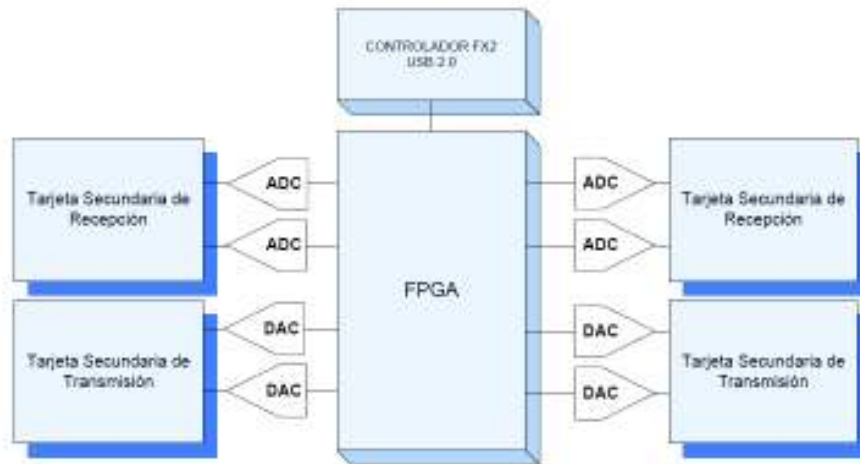 CONTROLADOR FX2
USB 2.0
Tarjeta Secundaria de
Recepción
ADC
ADC
Tarjeta Secundaria de
Transmisión
DAC
DAC
FPGA
ADC
ADC
Tarjeta Secundaria de
Recepción
DAC
DAC
Tarjeta Secundaria de
Transmisión